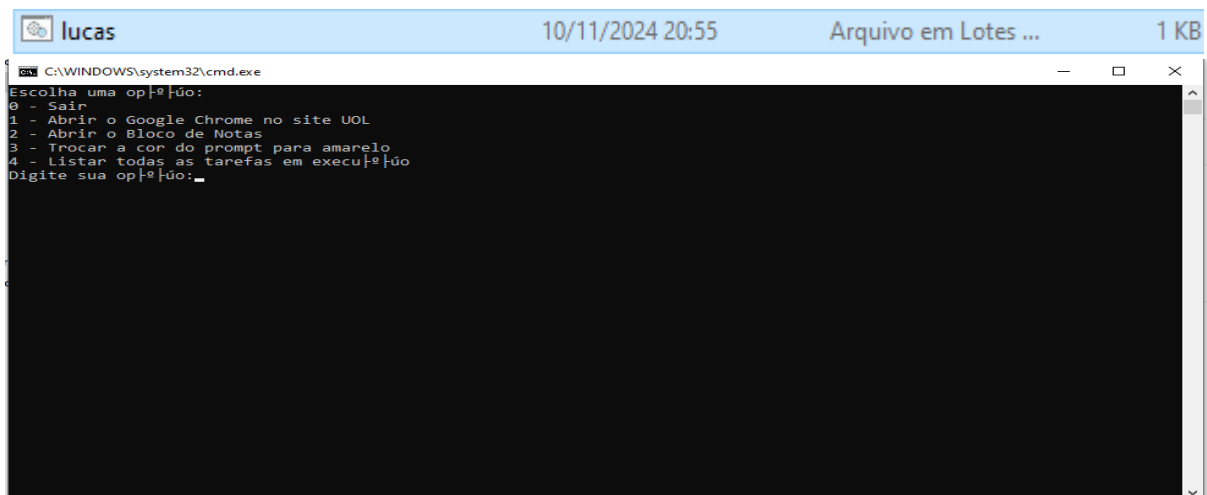 lucas 10/11/2024 20:55 Arquivo em Lotes ... 1 KB
C:\WINDOWS\system32\cmd.exe
Escolha uma op├º├úo:
0 - Sair
1 - Abrir o Google Chrome no site UOL
2 - Abrir o Bloco de Notas
3 - Trocar a cor do prompt para amarelo
4 - Listar todas as tarefas em execu├º├úo
Digite sua op├º├úo: